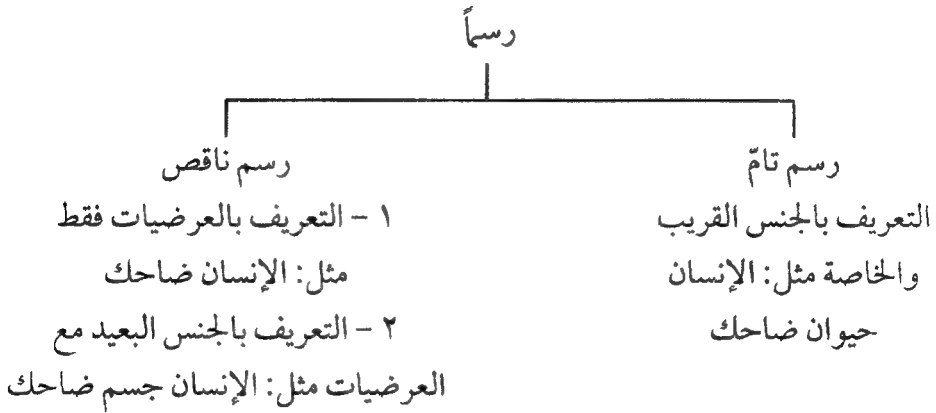 رسماً
رسم تامّ
التعريف بالجنس القريب
والخاصة مثل: الإنسان
حيوان ضاحك
رسم ناقص
١ - التعريف بالعرضيات فقط
مثل: الإنسان ضاحك
٢ - التعريف بالجنس البعيد مع
العرضيات مثل: الإنسان جسم ضاحك